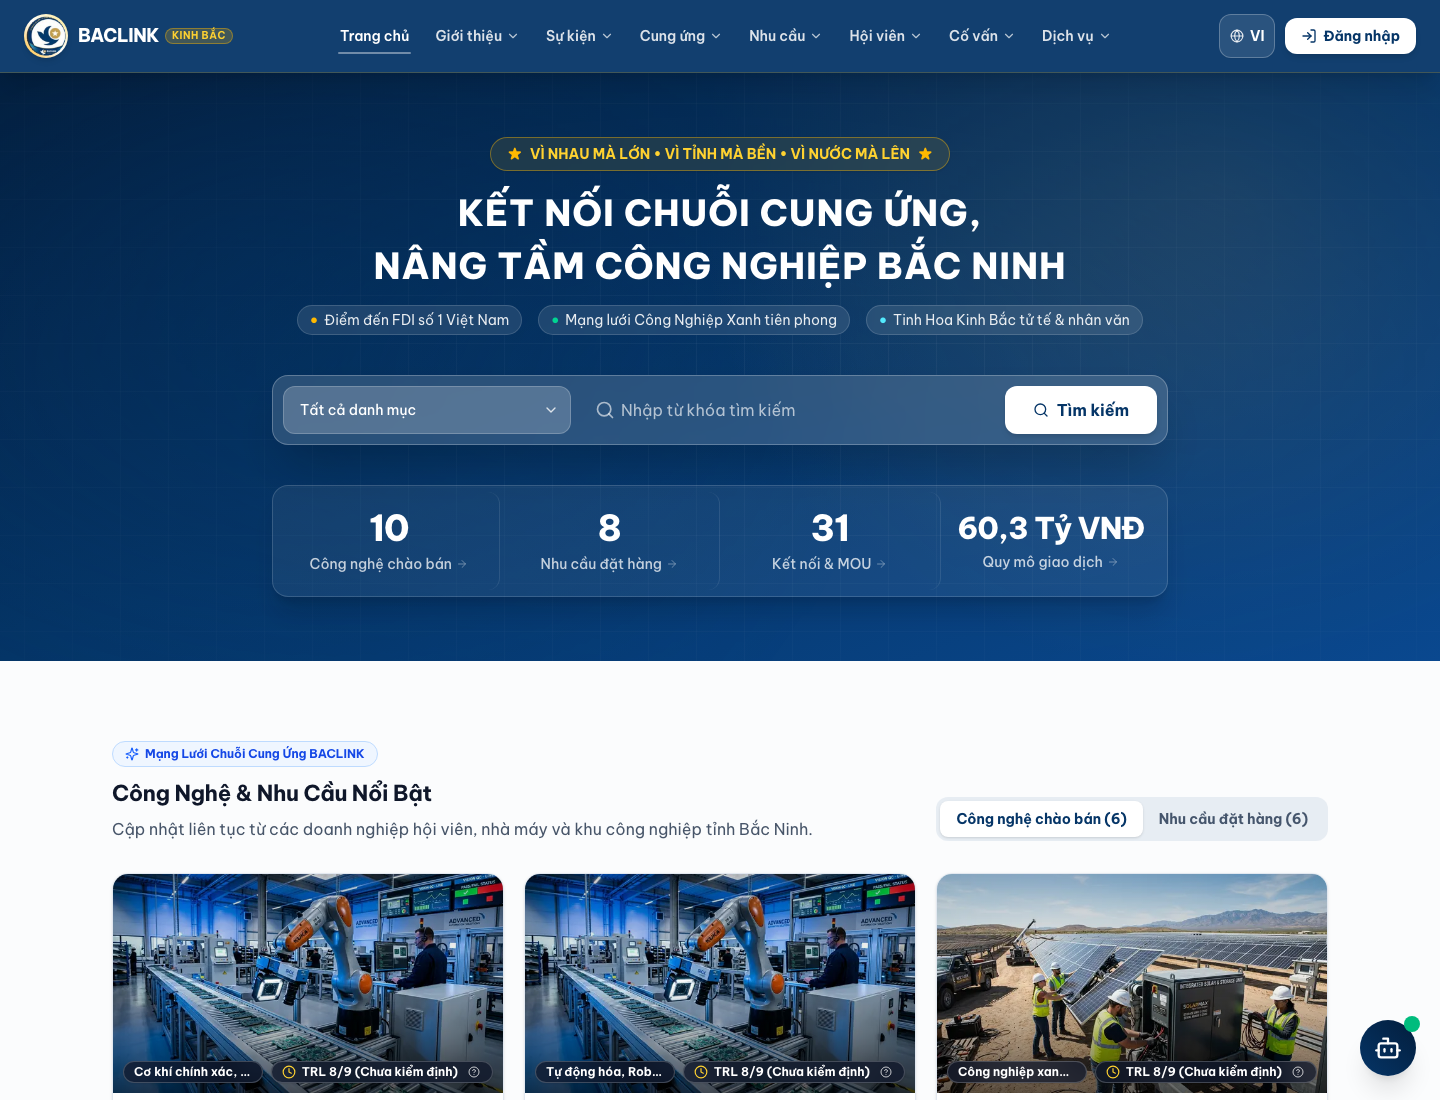 BACLINK KINH BẮC
Trang chủ
Giới thiệu
Sự kiện
Cung ứng
Nhu cầu
Hội viên
Cố vấn
Dịch vụ
VI
Đăng nhập
VÌ NHAU MÀ LỚN • VÌ TỈNH MÀ BỀN • VÌ NƯỚC MÀ LÊN
KẾT NỐI CHUỖI CUNG ỨNG,
NÂNG TẦM CÔNG NGHIỆP BẮC NINH
Điểm đến FDI số 1 Việt Nam
Mạng lưới Công Nghiệp Xanh tiên phong
Tinh Hoa Kinh Bắc tử tế & nhân văn
Tất cả danh mục
Nhập từ khóa tìm kiếm
Tìm kiếm
10
Công nghệ chào bán
8
Nhu cầu đặt hàng
31
Kết nối & MOU
60,3 Tỷ VNĐ
Quy mô giao dịch
Mạng Lưới Chuỗi Cung Ứng BACLINK
Công Nghệ & Nhu Cầu Nổi Bật
Cập nhật liên tục từ các doanh nghiệp hội viên, nhà máy và khu công nghiệp tỉnh Bắc Ninh.
Công nghệ chào bán (6)
Nhu cầu đặt hàng (6)
ADVANCED
Cơ khí chính xác, ...
TRL 8/9 (Chưa kiểm định)
ADVANCED
Tự động hóa, Rob...
TRL 8/9 (Chưa kiểm định)
INTEGRATED SOLAR & STORAGE UNIT
SOLARMAX
Công nghiệp xan...
TRL 8/9 (Chưa kiểm định)